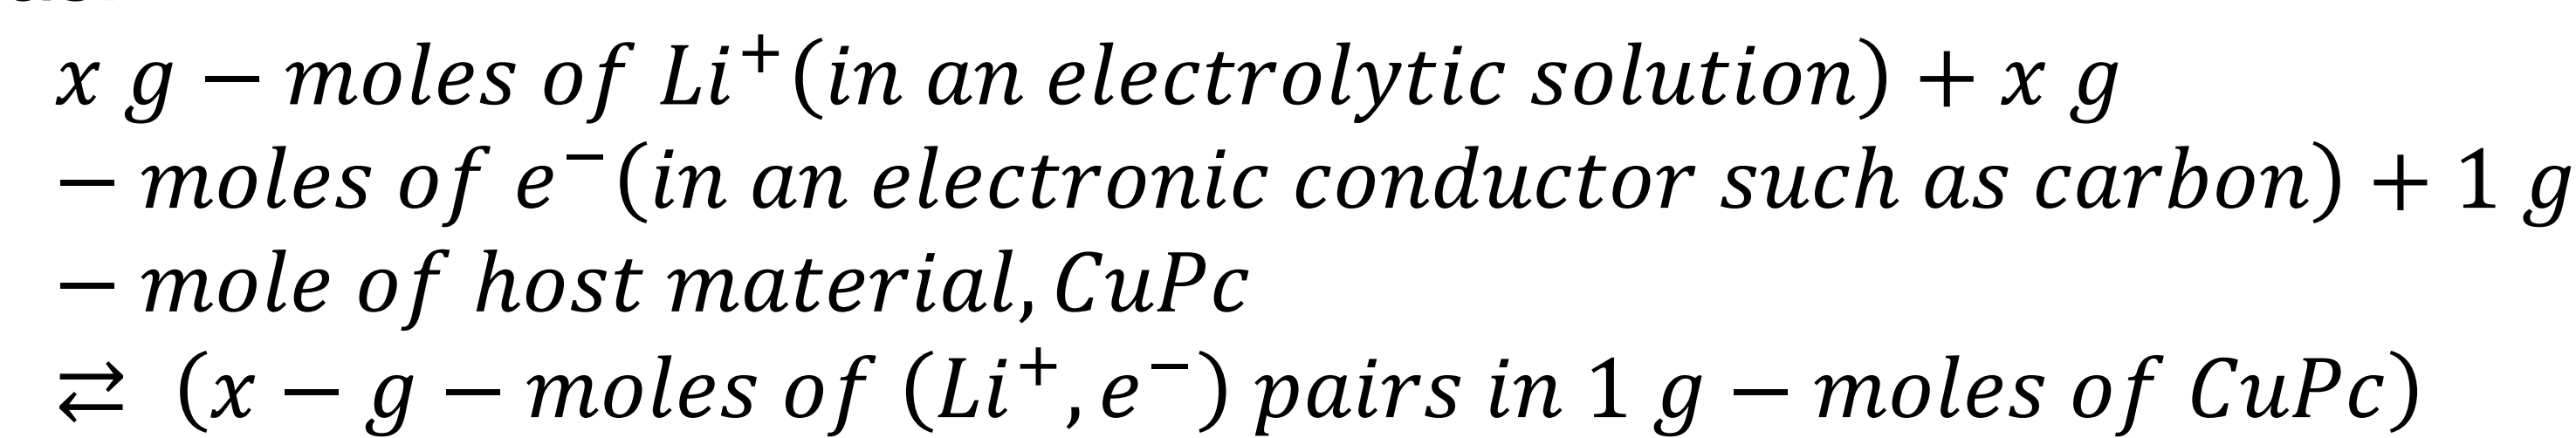 x g − moles of Li⁺(in an electrolytic solution) + x g
− moles of e⁻(in an electronic conductor such as carbon) + 1 g
− mole of host material, CuPc
⇄ (x − g − moles of (Li⁺, e⁻) pairs in 1 g − moles of CuPc)